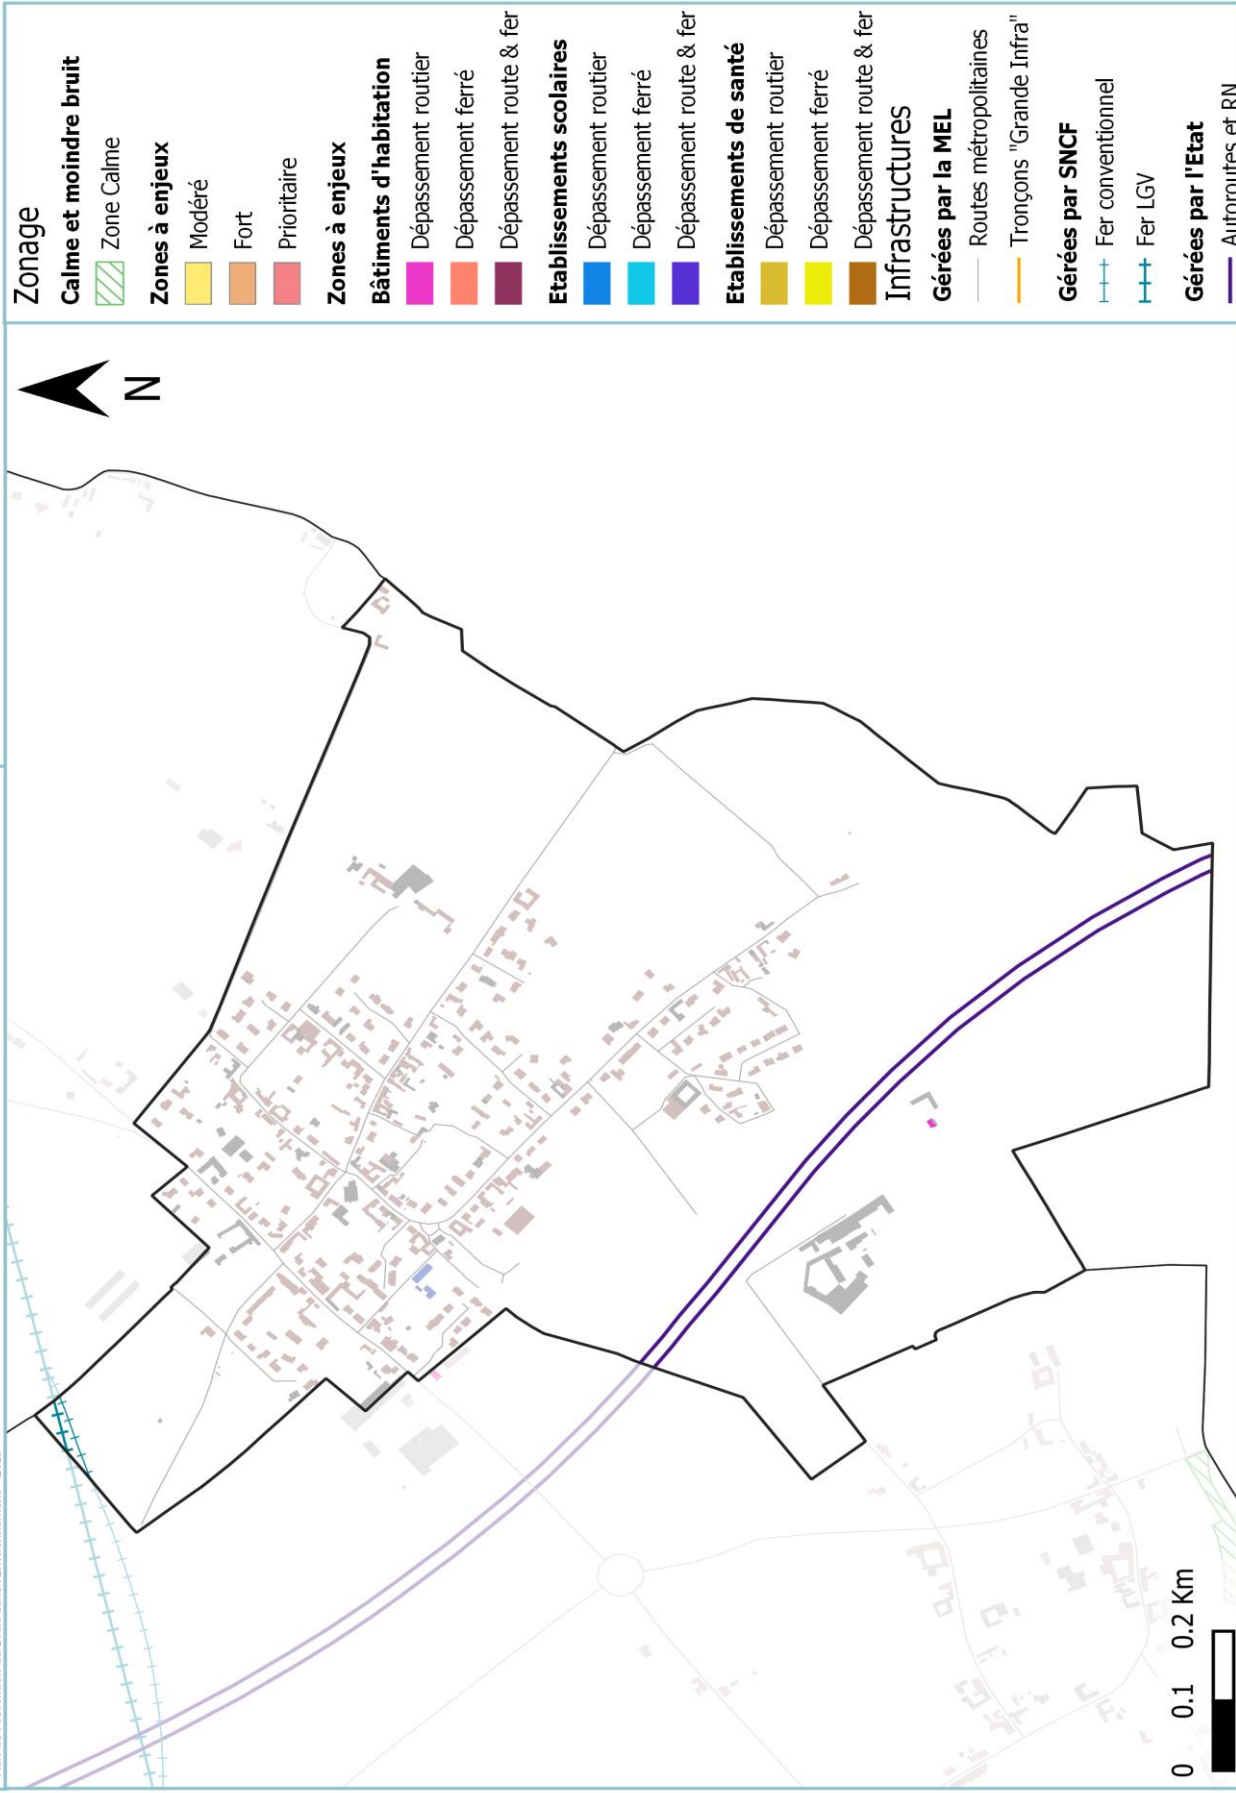 Zonage
Calme et moindre bruit
Zone Calme
Zones à enjeux
Modéré
Fort
Prioritaire
Zones à enjeux
Bâtiments d'habitation
Dépassement routier
Dépassement ferré
Dépassement route & fer
Etablissements scolaires
Dépassement routier
Dépassement ferré
Dépassement route & fer
Etablissements de santé
Dépassement routier
Dépassement ferré
Dépassement route & fer
Infrastructures
Gérées par la MEL
Routes métropolitaines
Tronçons "Grande Infra"
Gérées par SNCF
Fer conventionnel
Fer LGV
Gérées par l'Etat
Autoroutes et RN
N
0 0.1 0.2 Km